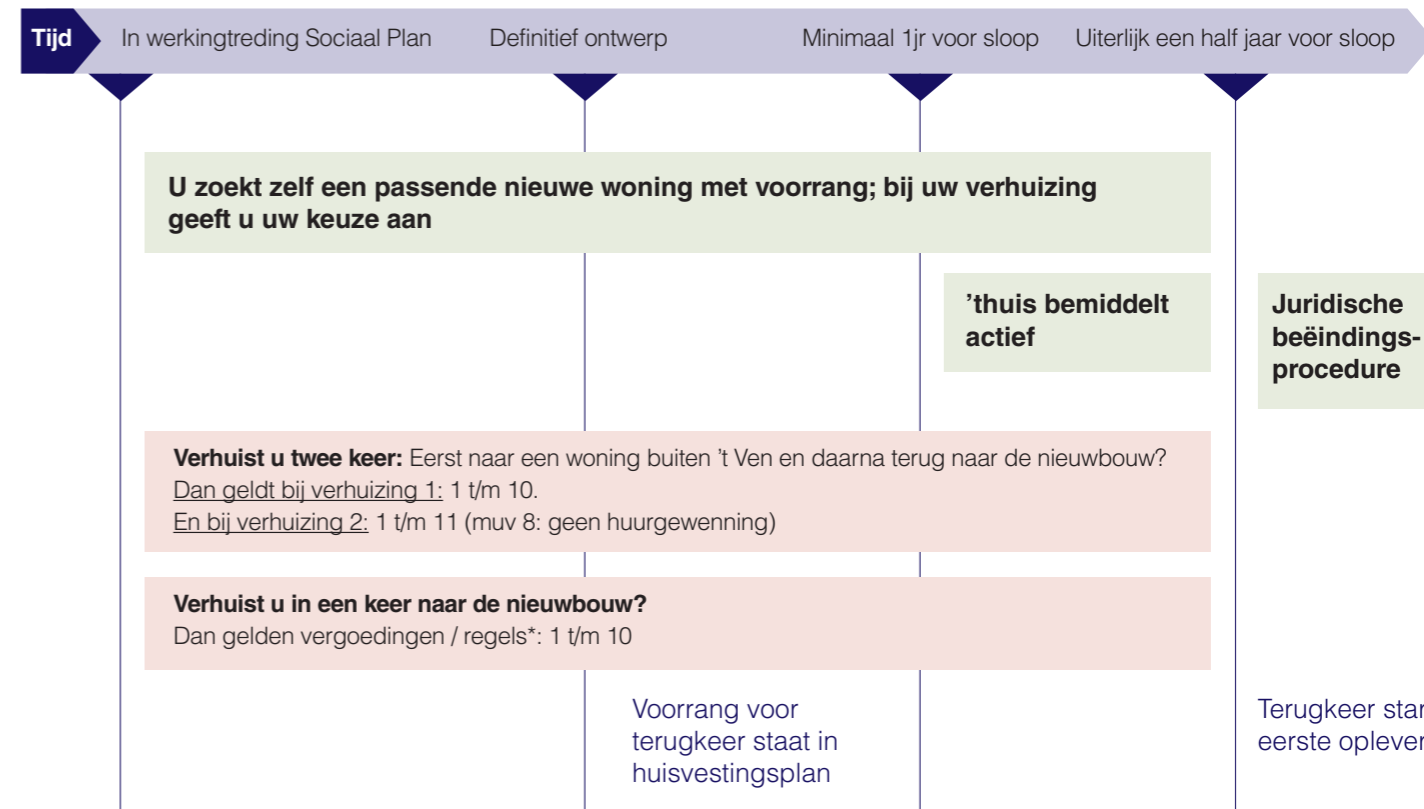 Tijd
In werkingtreding Sociaal Plan
Definitief ontwerp
Minimaal 1jr voor sloop
Uiterlijk een half jaar voor sloop
U zoekt zelf een passende nieuwe woning met voorrang; bij uw verhuizing
geeft u uw keuze aan
’thuis bemiddelt
actief
Juridische
beëindings-
procedure
Verhuist u twee keer: Eerst naar een woning buiten ’t Ven en daarna terug naar de nieuwbouw?
Dan geldt bij verhuizing 1: 1 t/m 10.
En bij verhuizing 2: 1 t/m 11 (muv 8: geen huurgewenning)
Verhuist u in een keer naar de nieuwbouw?
Dan gelden vergoedingen / regels*: 1 t/m 10
Voorrang voor
terugkeer staat in
huisvestingsplan
Terugkeer
eerste